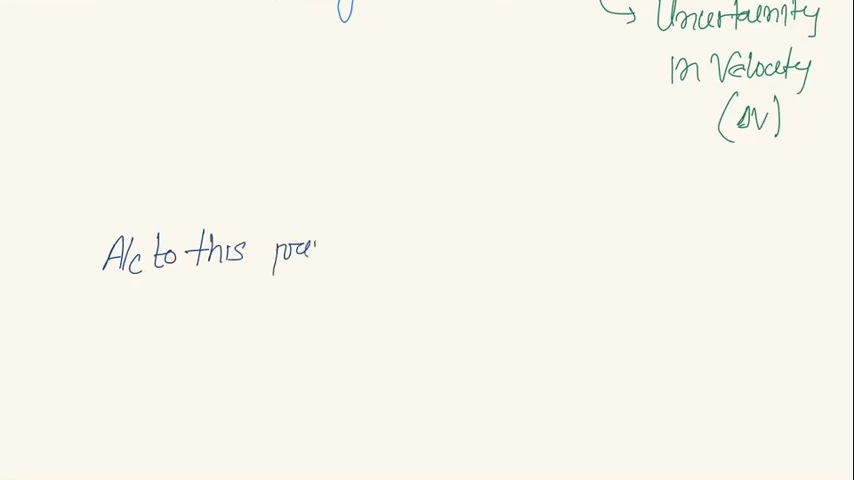 → Uncertainity
in Velocity
(ΔV)
A/c to this